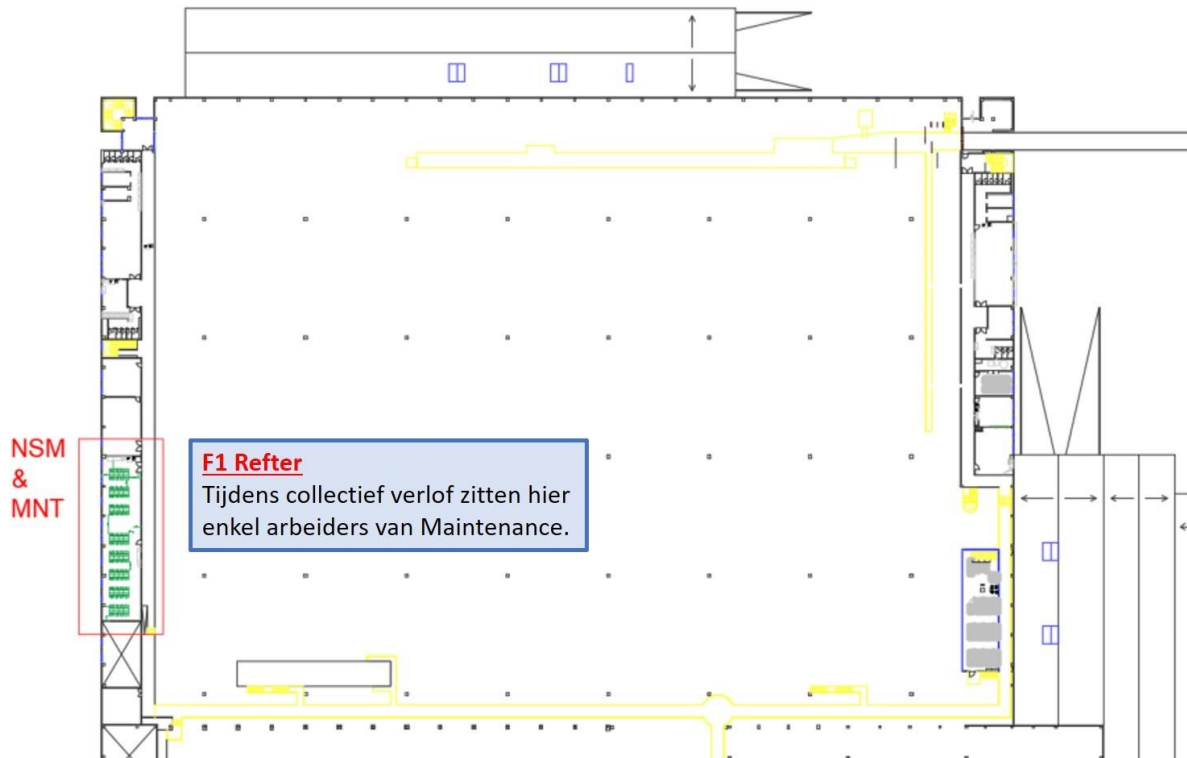 NSM
&
MNT
F1 Refter
Tijdens collectief verlof zitten hier
enkel arbeiders van Maintenance.